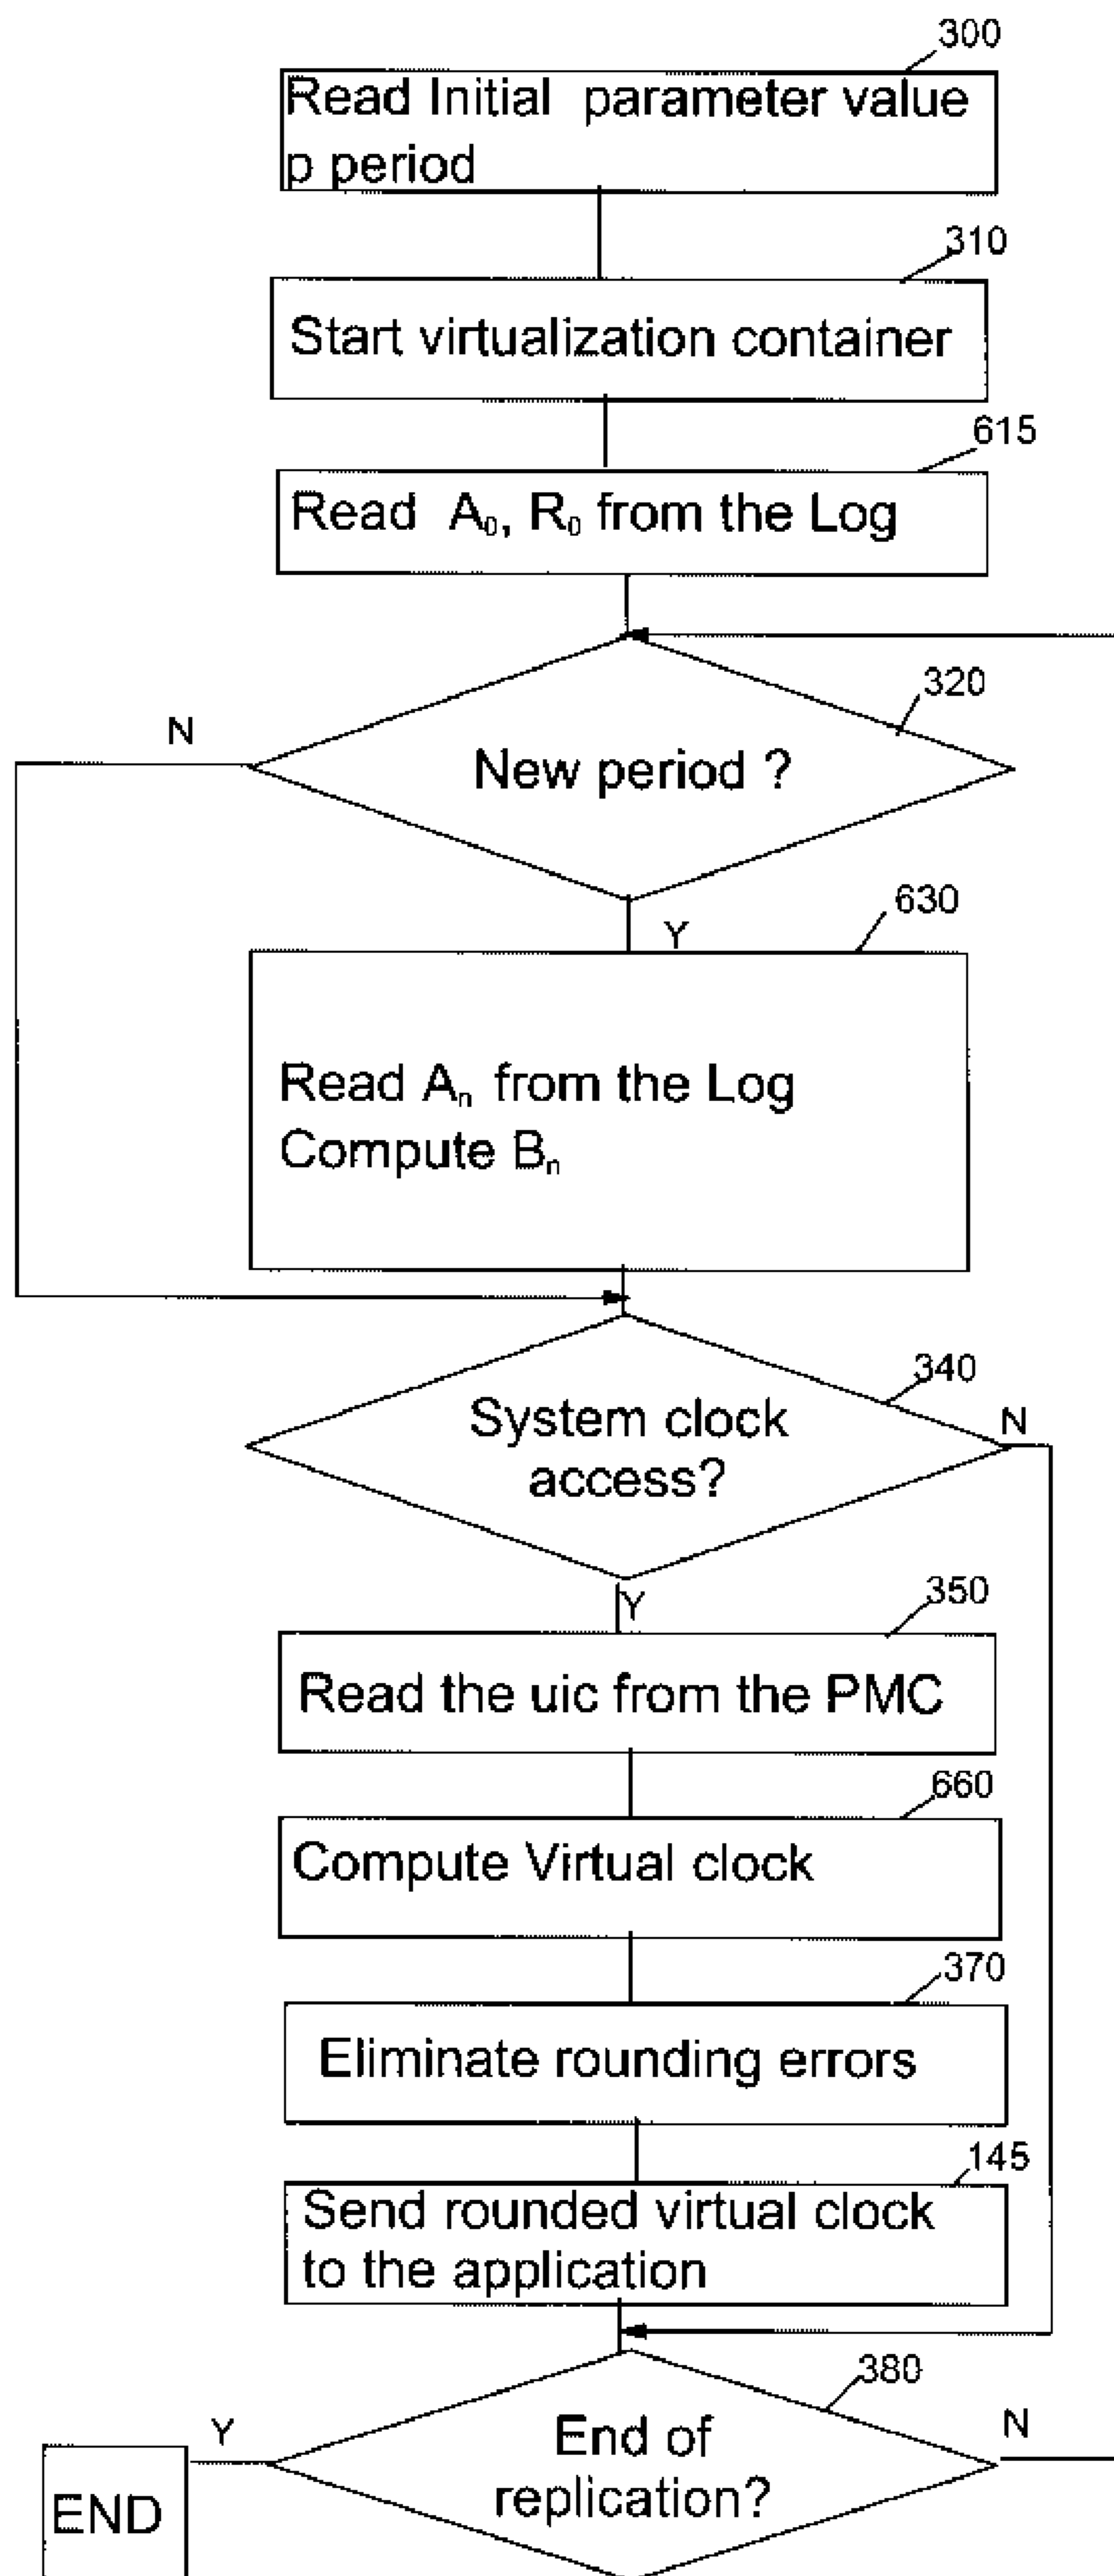 300
Read Initial parameter value
p period
310
Start virtualization container
615
Read A₀, R₀ from the Log
320
N
New period ?
630
Y
Read Aₙ from the Log
Compute Bₙ
340
System clock
N
access?
Y
350
Read the uic from the PMC
660
Compute Virtual clock
370
Eliminate rounding errors
145
Send rounded virtual clock
to the application
380
Y
End of
N
replication?
END